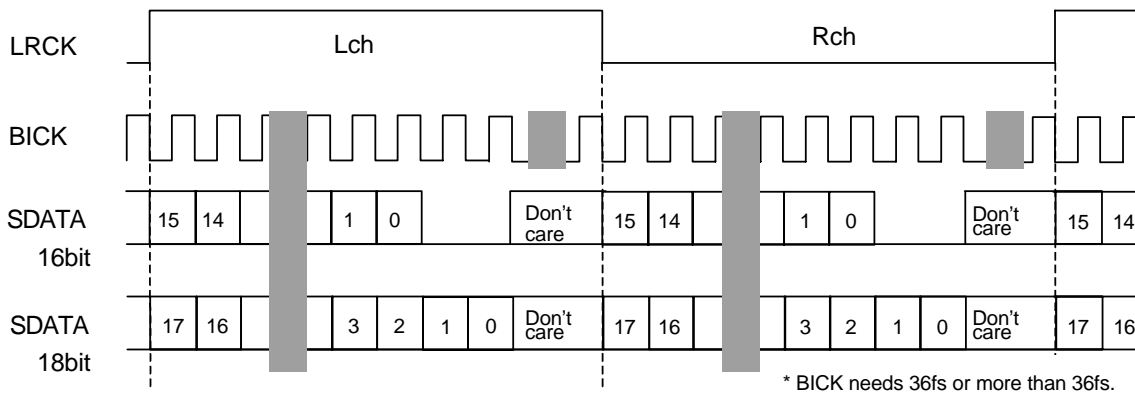 LRCK
Lch
Rch
BICK
SDATA
16bit
15 14 1 0 Don't care 15 14 1 0 Don't care 15 14
SDATA
18bit
17 16 3 2 1 0 Don't care 17 16 3 2 1 0 Don't care 17 16
* BICK needs 36fs or more than 36fs.